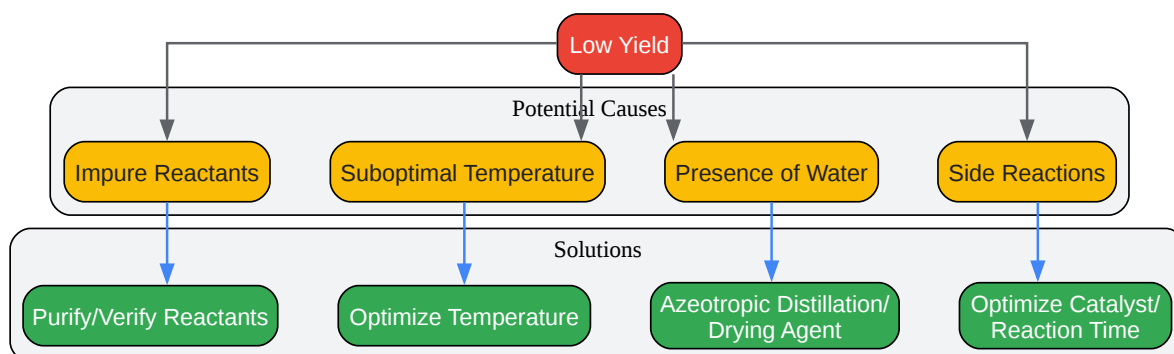 Low Yield
Potential Causes
Impure Reactants
Suboptimal Temperature
Presence of Water
Side Reactions
Solutions
Purify/Verify Reactants
Optimize Temperature
Azeotropic Distillation/
Drying Agent
Optimize Catalyst/
Reaction Time